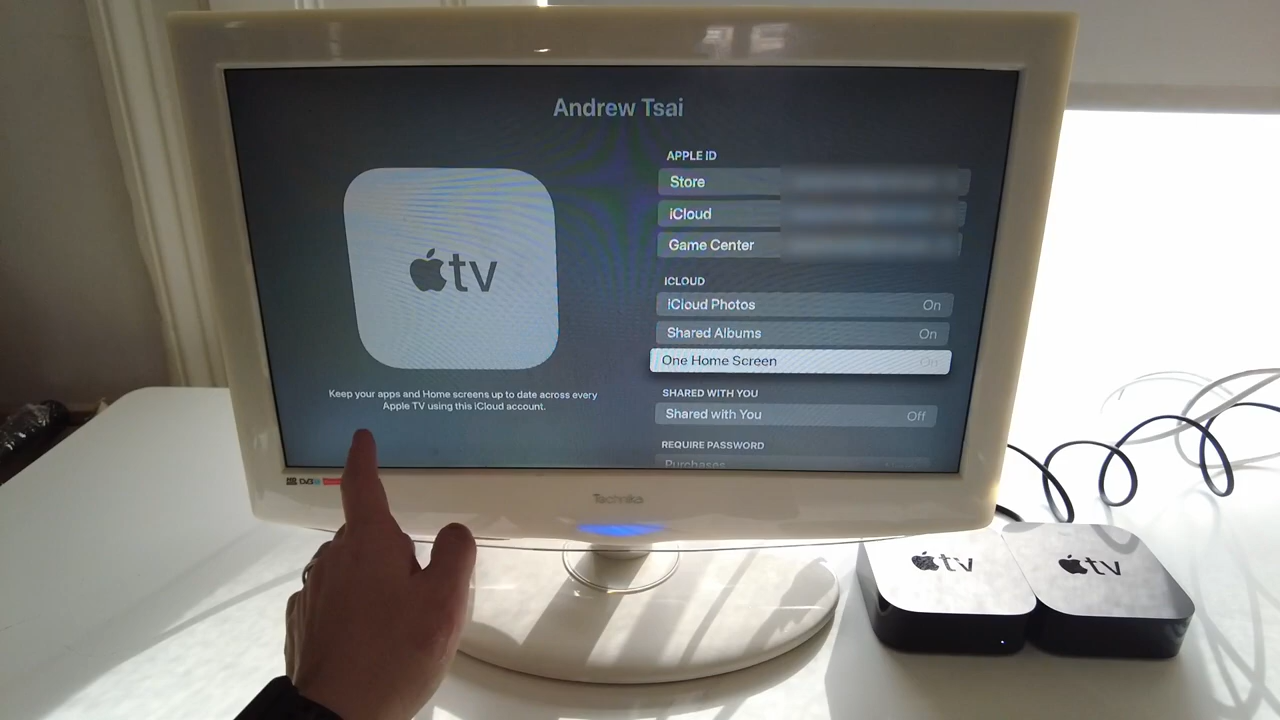 Andrew Tsai
APPLE ID
Store
iCloud
Game Center
ICLOUD
iCloud Photos On
Shared Albums On
One Home Screen On
SHARED WITH YOU
Shared with You Off
REQUIRE PASSWORD
Purchases
tv
Keep your apps and Home screens up to date across every
Apple TV using this iCloud account.
DVB
Technika
tv
tv